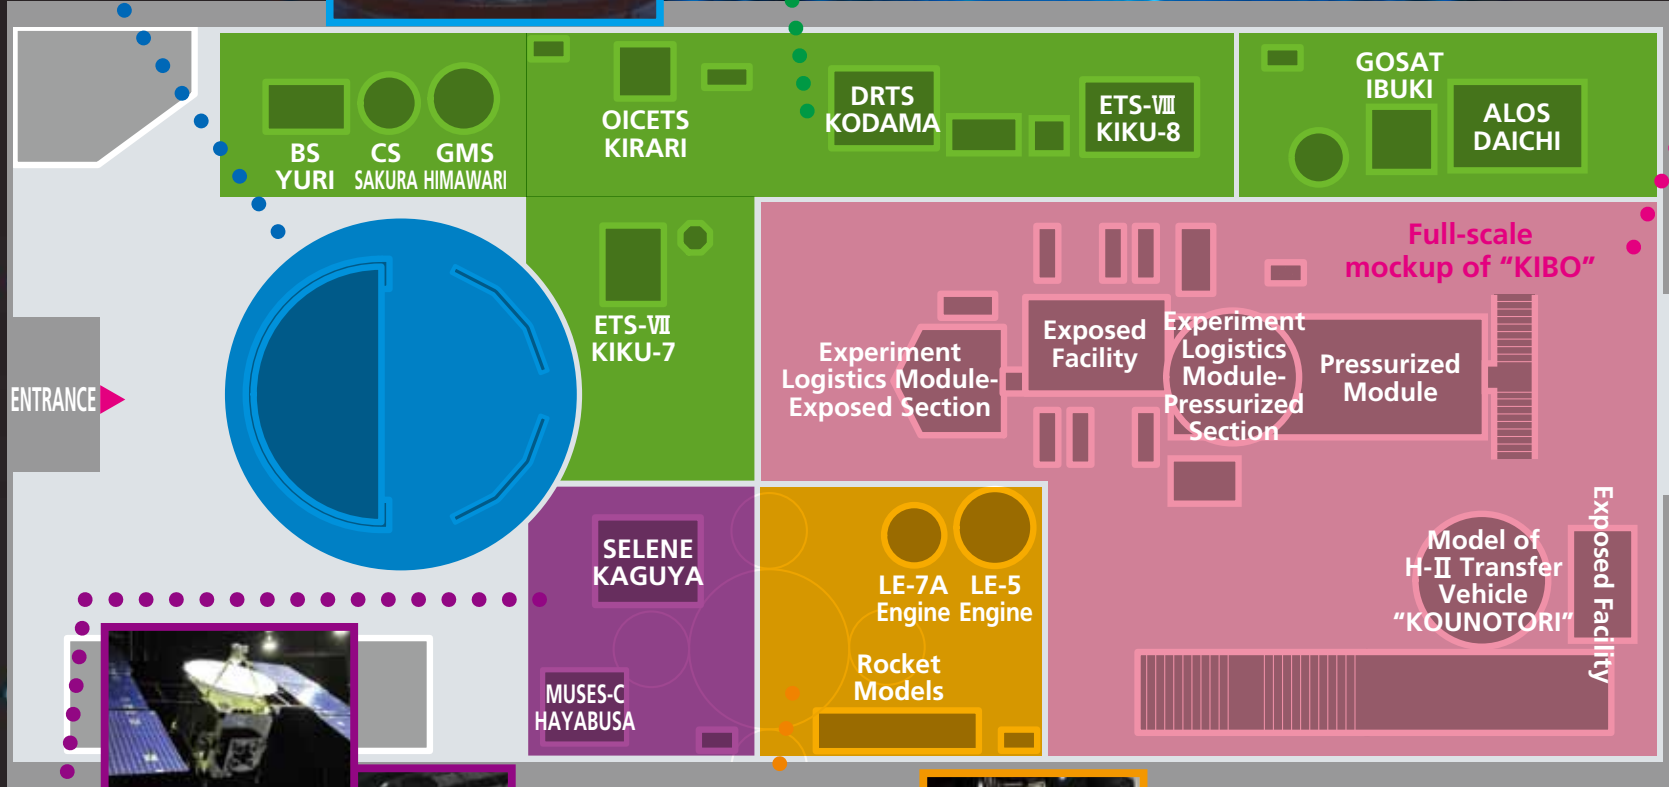 BS
YURI
CS
SAKURA
GMS
HIMAWARI
OICETS
KIRARI
DRTS
KODAMA
ETS-Ⅷ
KIKU-8
GOSAT
IBUKI
ALOS
DAICHI
ETS-Ⅶ
KIKU-7
Full-scale
mockup of “KIBO”
Experiment
Logistics Module-
Exposed Section
Exposed
Facility
Experiment
Logistics
Module-
Pressurized
Section
Pressurized
Module
ENTRANCE
SELENE
KAGUYA
MUSES-C
HAYABUSA
LE-7A
Engine
LE-5
Engine
Rocket
Models
Model of
H-Ⅱ Transfer
Vehicle
“KOUNOTORI”
Exposed Facility